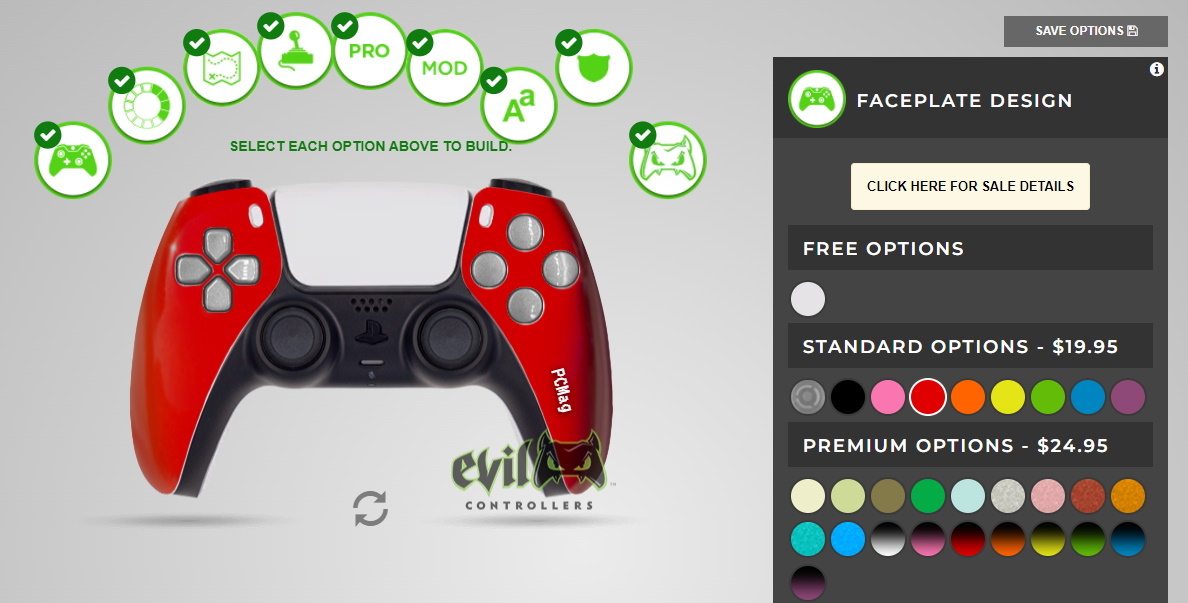 SAVE OPTIONS
PRO
MOD
Aa
SELECT EACH OPTION ABOVE TO BUILD.
PCMag
evil
CONTROLLERS
TM
FACEPLATE DESIGN
CLICK HERE FOR SALE DETAILS
FREE OPTIONS
STANDARD OPTIONS - $19.95
PREMIUM OPTIONS - $24.95